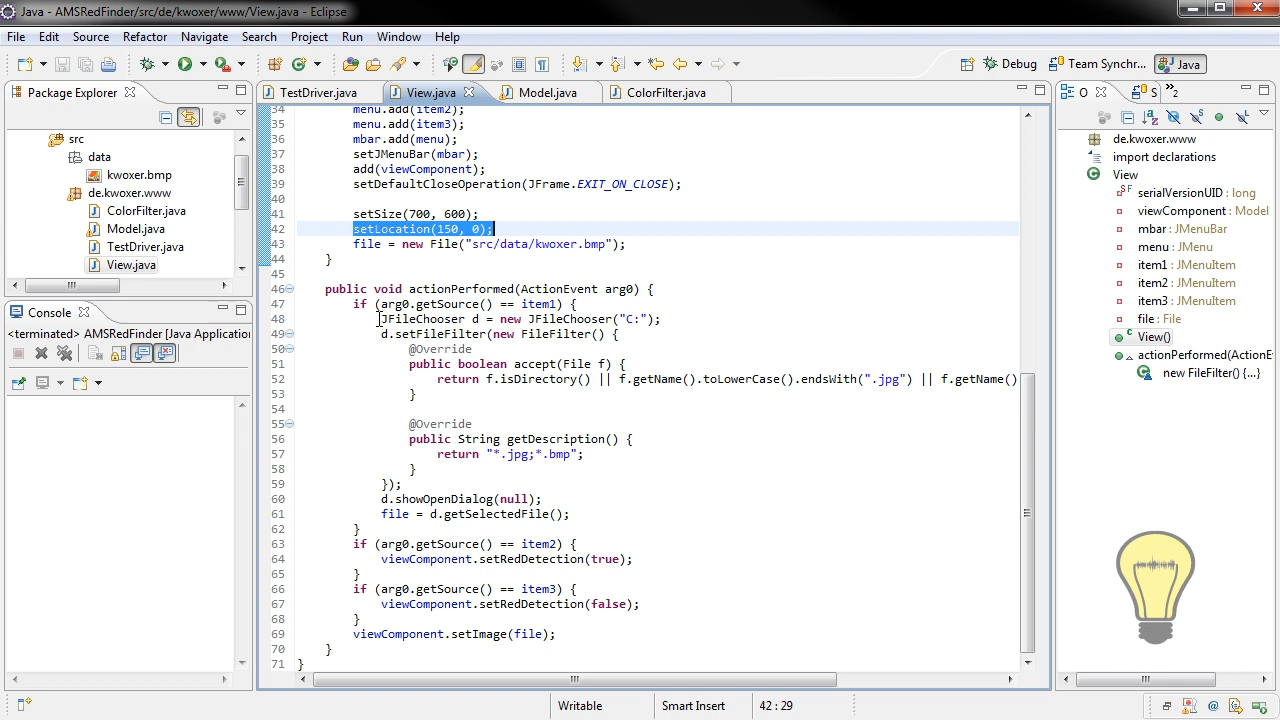 Java - AMSRedFinder/src/de/kwoxer/www/View.java - Eclipse
File Edit Source Refactor Navigate Search Project Run Window Help
Debug Team Synchr... Java
Package Explorer
src
data
kwoxer.bmp
de.kwoxer.www
ColorFilter.java
Model.java
TestDriver.java
View.java
Console
<terminated> AMSRedFinder [Java Application
TestDriver.java View.java Model.java ColorFilter.java
34 menu.add(item2);
35 menu.add(item3);
36 mbar.add(menu);
37 setJMenuBar(mbar);
38 add(viewComponent);
39 setDefaultCloseOperation(JFrame.EXIT_ON_CLOSE);
40
41 setSize(700, 600);
42 setLocation(150, 0);
43 file = new File("src/data/kwoxer.bmp");
44 }
45
46 public void actionPerformed(ActionEvent arg0) {
47 if (arg0.getSource() == item1) {
48 JFileChooser d = new JFileChooser("C:");
49 d.setFileFilter(new FileFilter() {
50 @Override
51 public boolean accept(File f) {
52 return f.isDirectory() || f.getName().toLowerCase().endsWith(".jpg") || f.getName()
53 }
54
55 @Override
56 public String getDescription() {
57 return "*.jpg;*.bmp";
58 }
59 });
60 d.showOpenDialog(null);
61 file = d.getSelectedFile();
62 }
63 if (arg0.getSource() == item2) {
64 viewComponent.setRedDetection(true);
65 }
66 if (arg0.getSource() == item3) {
67 viewComponent.setRedDetection(false);
68 }
69 viewComponent.setImage(file);
70 }
71 }
O S »2
de.kwoxer.www
import declarations
View
serialVersionUID : long
viewComponent : Model
mbar : JMenuBar
menu : JMenu
item1 : JMenuItem
item2 : JMenuItem
item3 : JMenuItem
file : File
View()
actionPerformed(ActionE
new FileFilter() {...}
Writable Smart Insert 42 : 29